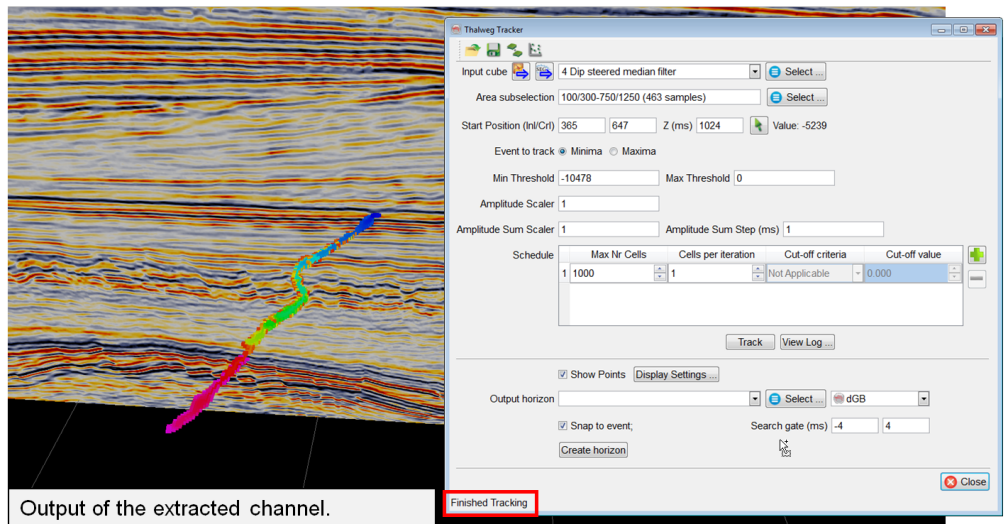 Thalweg Tracker
Input cube 4 Dip steered median filter Select ...
Area subselection 100/300-750/1250 (463 samples) Select ...
Start Position (Inl/Crl) 365 647 Z (ms) 1024 Value: -5239
Event to track Minima Maxima
Min Threshold -10478 Max Threshold 0
Amplitude Scaler 1
Amplitude Sum Scaler 1 Amplitude Sum Step (ms) 1
Schedule Max Nr Cells Cells per iteration Cut-off criteria Cut-off value
1 1000 1 Not Applicable 0.000
Track View Log ...
Show Points Display Settings ...
Output horizon Select ... dGB
Snap to event; Search gate (ms) -4 4
Create horizon
Close
Finished Tracking
Output of the extracted channel.